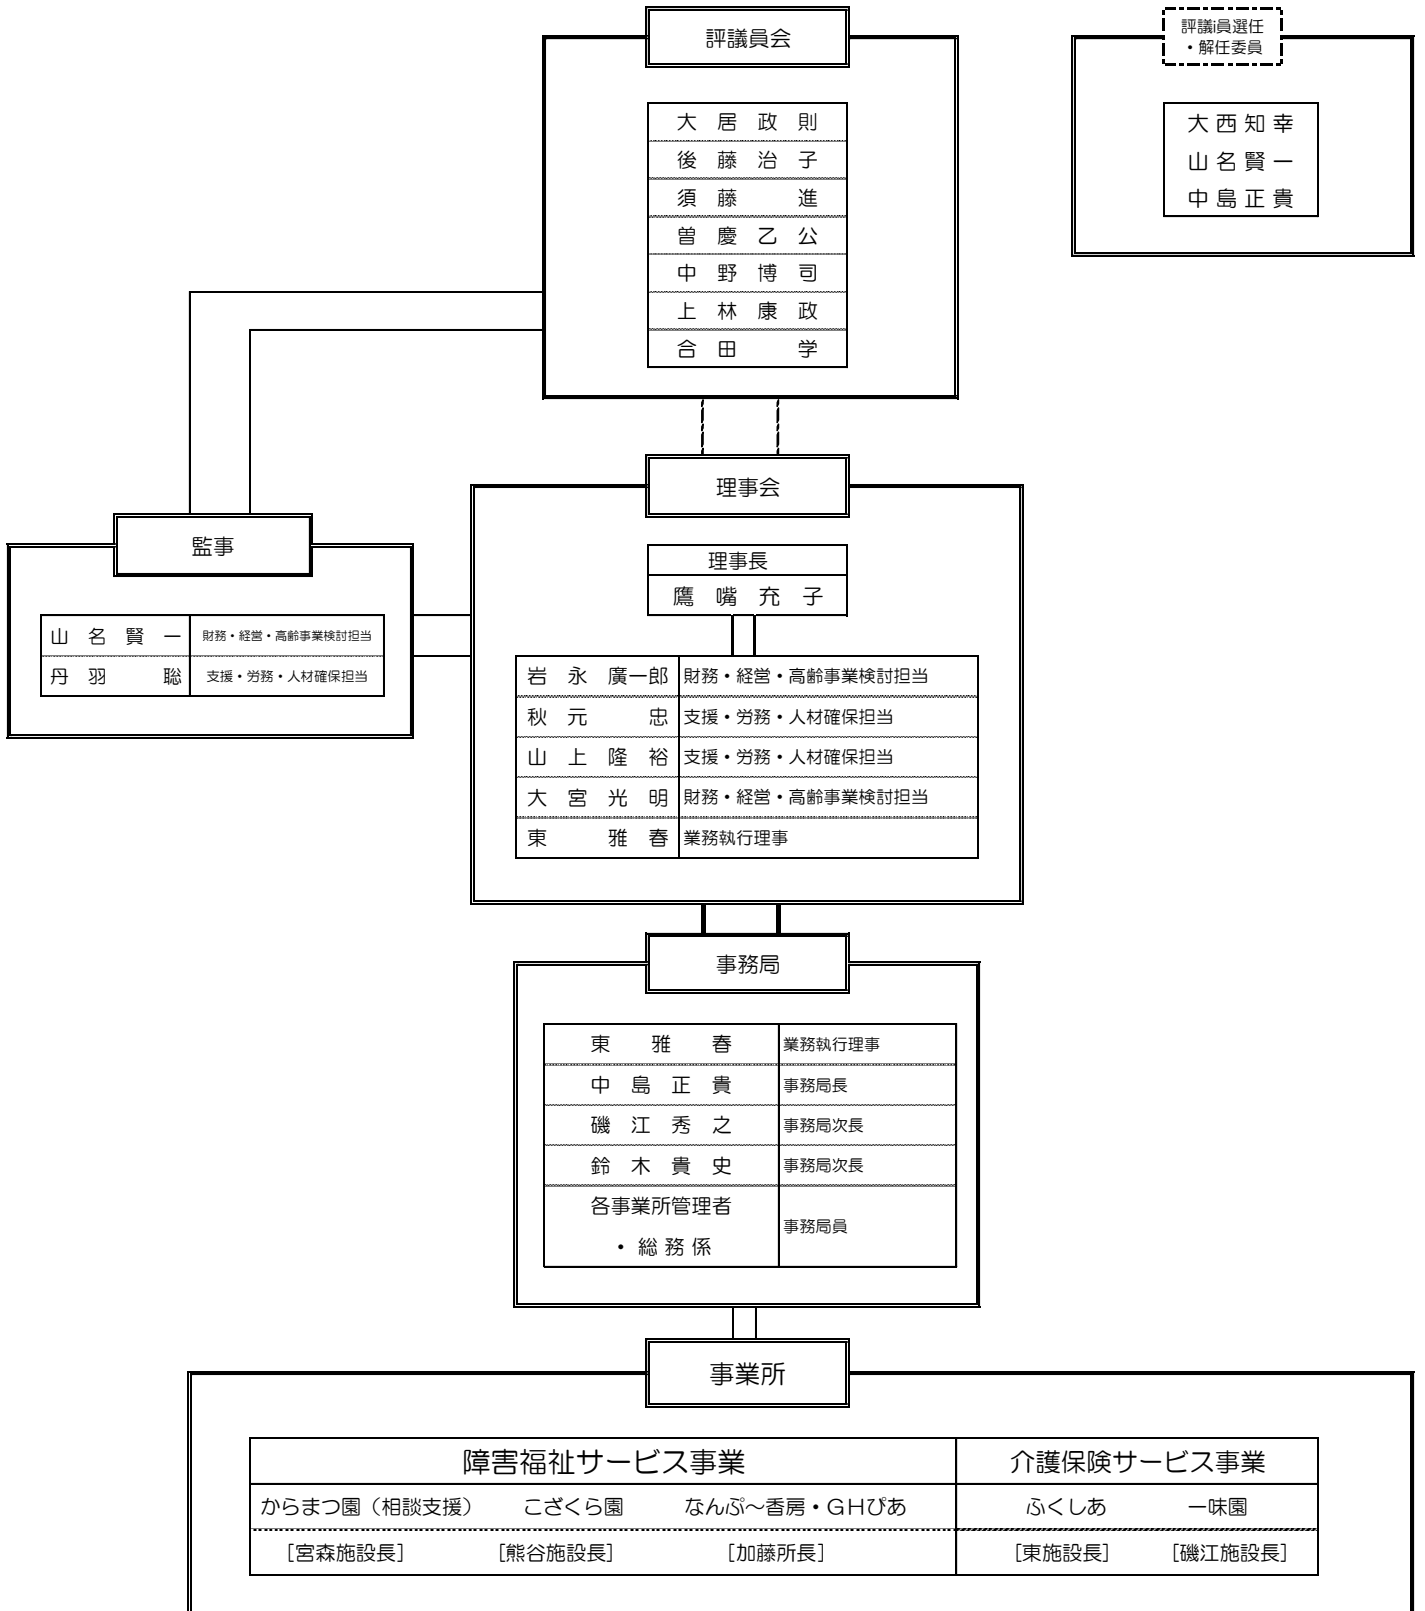 評議員会
大居政則
後藤治子
須藤 進
曽慶乙公
中野博司
上林康政
合田 学
評議i員選任
・解任委員
大西知幸
山名賢一
中島正貴
監事
山名賢一 財務・経営・高齢事業検討担当
丹羽 聡 支援・労務・人材確保担当
理事会
理事長
鷹嘴充子
岩永廣一郎 財務・経営・高齢事業検討担当
秋元 忠 支援・労務・人材確保担当
山上隆裕 支援・労務・人材確保担当
大宮光明 財務・経営・高齢事業検討担当
東 雅春 業務執行理事
事務局
東雅春 業務執行理事
中島正貴 事務局長
磯江秀之 事務局次長
鈴木貴史 事務局次長
各事業所管理者
・総務係
事務局員
事業所
障害福祉サービス事業 介護保険サービス事業
からまつ園（相談支援） こざくら園 なんぷ〜香房・ＧＨぴあ ふくしあ 一味園
［宮森施設長］ ［熊谷施設長］ ［加藤所長］ ［東施設長］ ［磯江施設長］